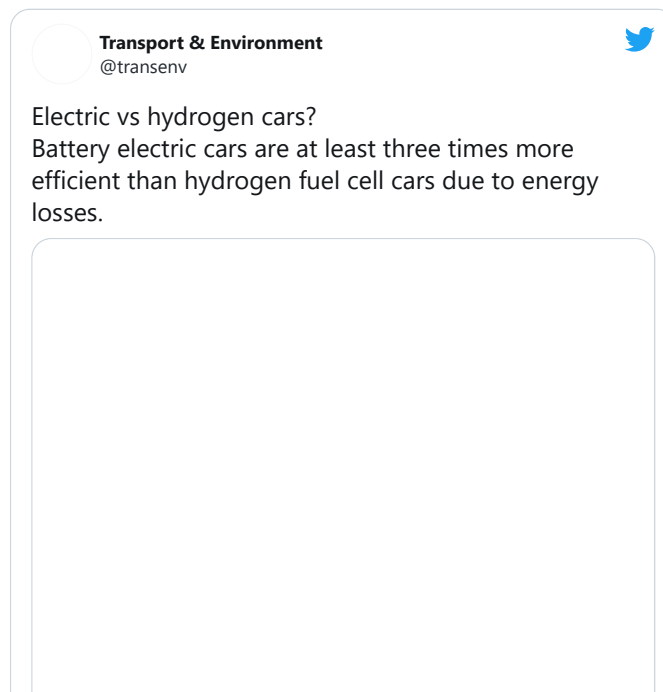 Transport & Environment
@transenv
Electric vs hydrogen cars?
Battery electric cars are at least three times more
efficient than hydrogen fuel cell cars due to energy
losses.